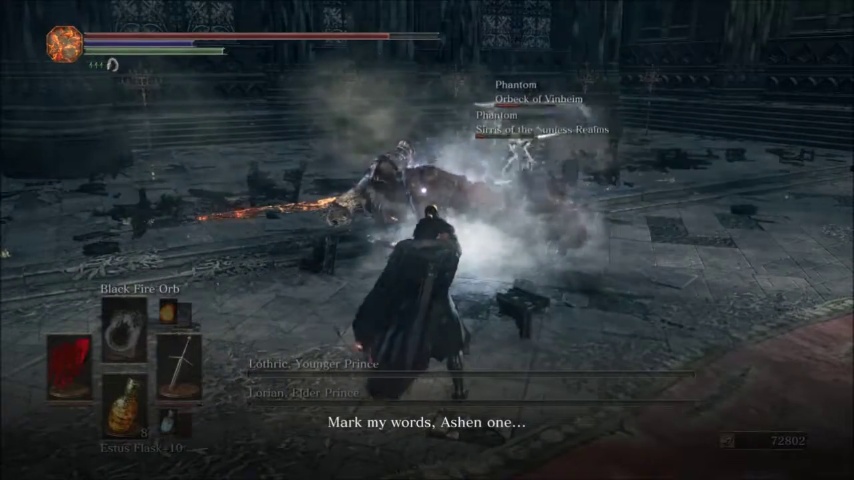 Phantom
Orbeck of Vinheim
Phantom
Sirris of the Sunless Realms
Black Fire Orb
Lothric, Younger Prince
Lorian, Elder Prince
Mark my words, Ashen one...
8
72802
Estus Flask+10